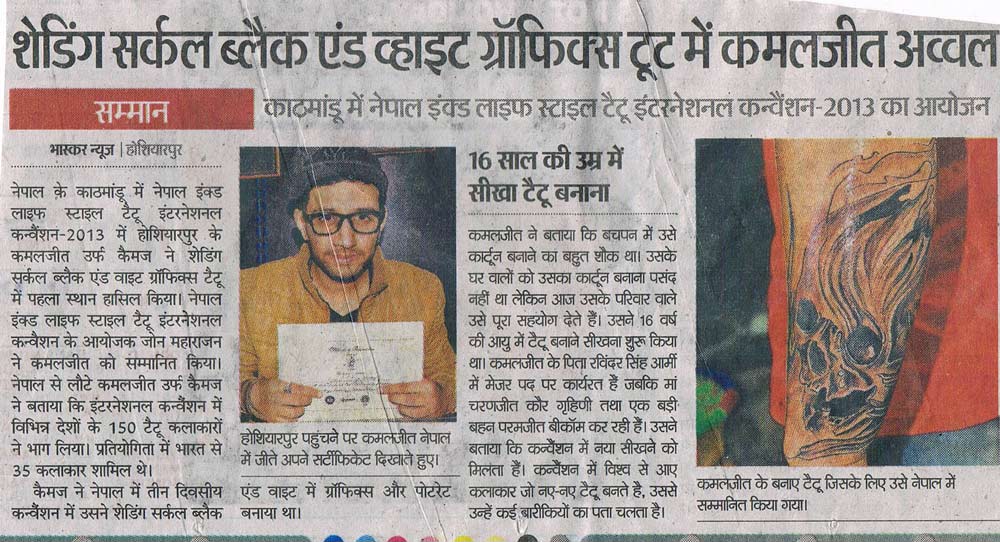 शेडिंग सर्कल ब्लैक एंड व्हाइट ग्रॉफिक्स टूट में कमलजीत अव्वल
सम्मान
काठमांडू में नेपाल इंक्ड लाइफ स्टाइल टैटू इंटरनेशनल कन्वैंशन-2013 का आयोजन
भास्कर न्यूज | होशियारपुर
नेपाल के काठमांडू में नेपाल इंक्ड
लाइफ स्टाइल टैटू इंटरनेशनल
कन्वैंशन-2013 में होशियारपुर के
कमलजीत उर्फ कैमज ने शेडिंग
सर्कल ब्लैक एंड वाइट ग्रॉफिक्स टैटू
में पहला स्थान हासिल किया। नेपाल
इंक्ड लाइफ स्टाइल टैटू इंटरनेशनल
कन्वैंशन के आयोजक जोन महाराजन
ने कमलजीत को सम्मानित किया।
नेपाल से लौटे कमलजीत उर्फ कैमज
ने बताया कि इंटरनेशनल कन्वैंशन में
विभिन्न देशों के 150 टैटू कलाकारों
ने भाग लिया। प्रतियोगिता में भारत से
35 कलाकार शामिल थे।
कैमज ने नेपाल में तीन दिवसीय
कन्वैंशन में उसने शेडिंग सर्कल ब्लैक
होशियारपुर पहुंचने पर कमलजीत नेपाल
में जीते अपने सर्टीफिकेट दिखाते हुए।
एंड वाइट में ग्रॉफिक्स और पोटरेट
बनाया था।
16 साल की उम्र में
सीखा टैटू बनाना
कमलजीत ने बताया कि बचपन में उसे
कार्टून बनाने का बहुत शौक था। उसके
घर वालों को उसका कार्टून बनाना पसंद
नहीं था लेकिन आज उसके परिवार वाले
उसे पूरा सहयोग देते हैं। उसने 16 वर्ष
की आयु में टैटू बनाने सीखना शुरू किया
था। कमलजीत के पिता रविंदर सिंह आर्मी
में मेजर पद पर कार्यरत हैं जबकि मां
चरणजीत कौर गृहिणी तथा एक बड़ी
बहन परमजीत बीकॉम कर रही हैं। उसने
बताया कि कन्वेंशन में नया सीखने को
मिलता हैं। कन्वेंशन में विश्व से आए
कलाकार जो नए-नए टैटू बनते है, उससे
उन्हें कई बारीकियों का पता चलता है।
कमलजीत के बनाए टैटू जिसके लिए उसे नेपाल में
सम्मानित किया गया।